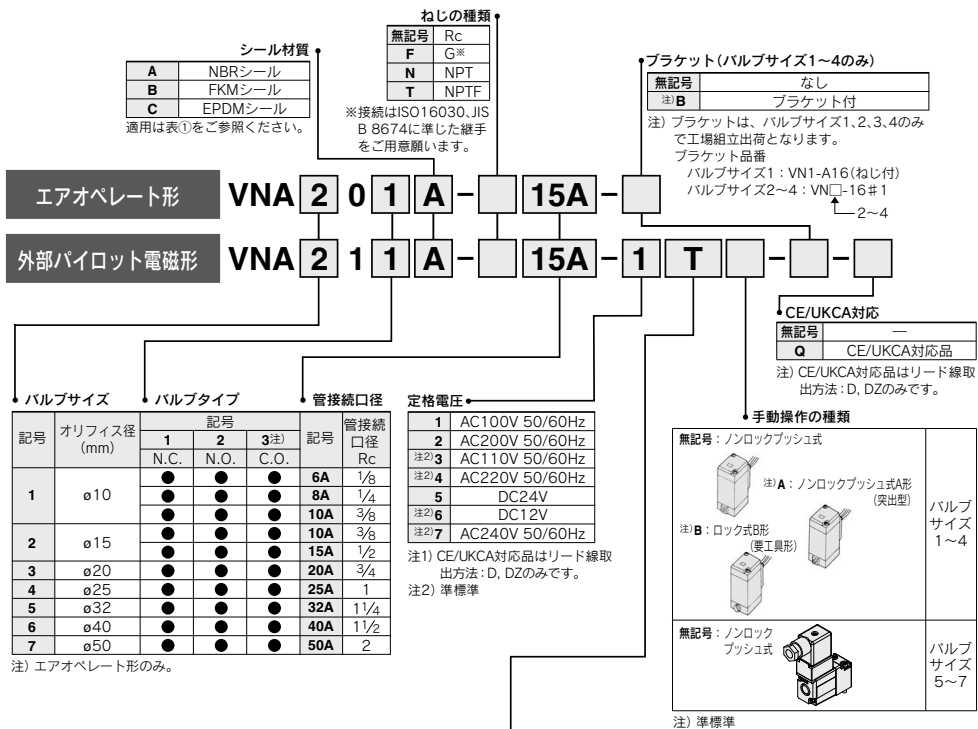 ねじの種類
無記号 Rc
F G※
N NPT
T NPTF
※接続はISO16030、JIS
B 8674に準じた継手
をご用意願います。
シール材質
A NBRシール
B FKMシール
C EPDMシール
適用は表①をご参照ください。
ブラケット(バルブサイズ1〜4のみ)
無記号 なし
注)B ブラケット付
注) ブラケットは、バルブサイズ1、2、3、4のみ
で工場組立出荷となります。
ブラケット品番
バルブサイズ1：VN1-A16(ねじ付)
バルブサイズ2〜4：VN□-16♯1
2〜4
エアオペレート形 VNA 2 0 1 A - □ 15A - □
外部パイロット電磁形 VNA 2 1 1 A - □ 15A - 1 T □ - □ - □
CE/UKCA対応
無記号 ―
Q CE/UKCA対応品
注) CE/UKCA対応品はリード線取
出方法：D, DZのみです。
バルブサイズ
バルブタイプ
管接続口径
記号 オリフィス径(mm) 記号 記号 管接続口径Rc
1 2 3注)
N.C. N.O. C.O.
1 ø10 ● ● ● 6A 1/8
● ● ● 8A 1/4
● ● ● 10A 3/8
2 ø15 ● ● ● 10A 3/8
● ● ● 15A 1/2
3 ø20 ● ● ● 20A 3/4
4 ø25 ● ● ● 25A 1
5 ø32 ● ● ● 32A 1 1/4
6 ø40 ● ● ● 40A 1 1/2
7 ø50 ● ● ● 50A 2
注) エアオペレート形のみ。
定格電圧
1 AC100V 50/60Hz
2 AC200V 50/60Hz
注2)3 AC110V 50/60Hz
注2)4 AC220V 50/60Hz
5 DC24V
注2)6 DC12V
注2)7 AC240V 50/60Hz
注1) CE/UKCA対応品はリード線取
出方法：D, DZのみです。
注2) 準標準
手動操作の種類
無記号：ノンロックプッシュ式
注)A：ノンロックプッシュ式A形
(突出型)
注)B：ロック式B形
(要工具形)
バルブ
サイズ
1〜4
無記号：ノンロック
プッシュ式
バルブ
サイズ
5〜7
注) 準標準